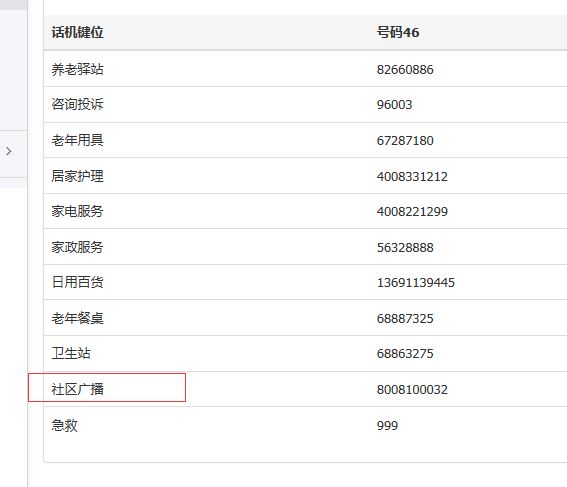 话机键位 号码46
养老驿站 82660886
咨询投诉 96003
老年用具 67287180
居家护理 4008331212
家电服务 4008221299
家政服务 56328888
日用百货 13691139445
老年餐桌 68887325
卫生站 68863275
社区广播 8008100032
急救 999